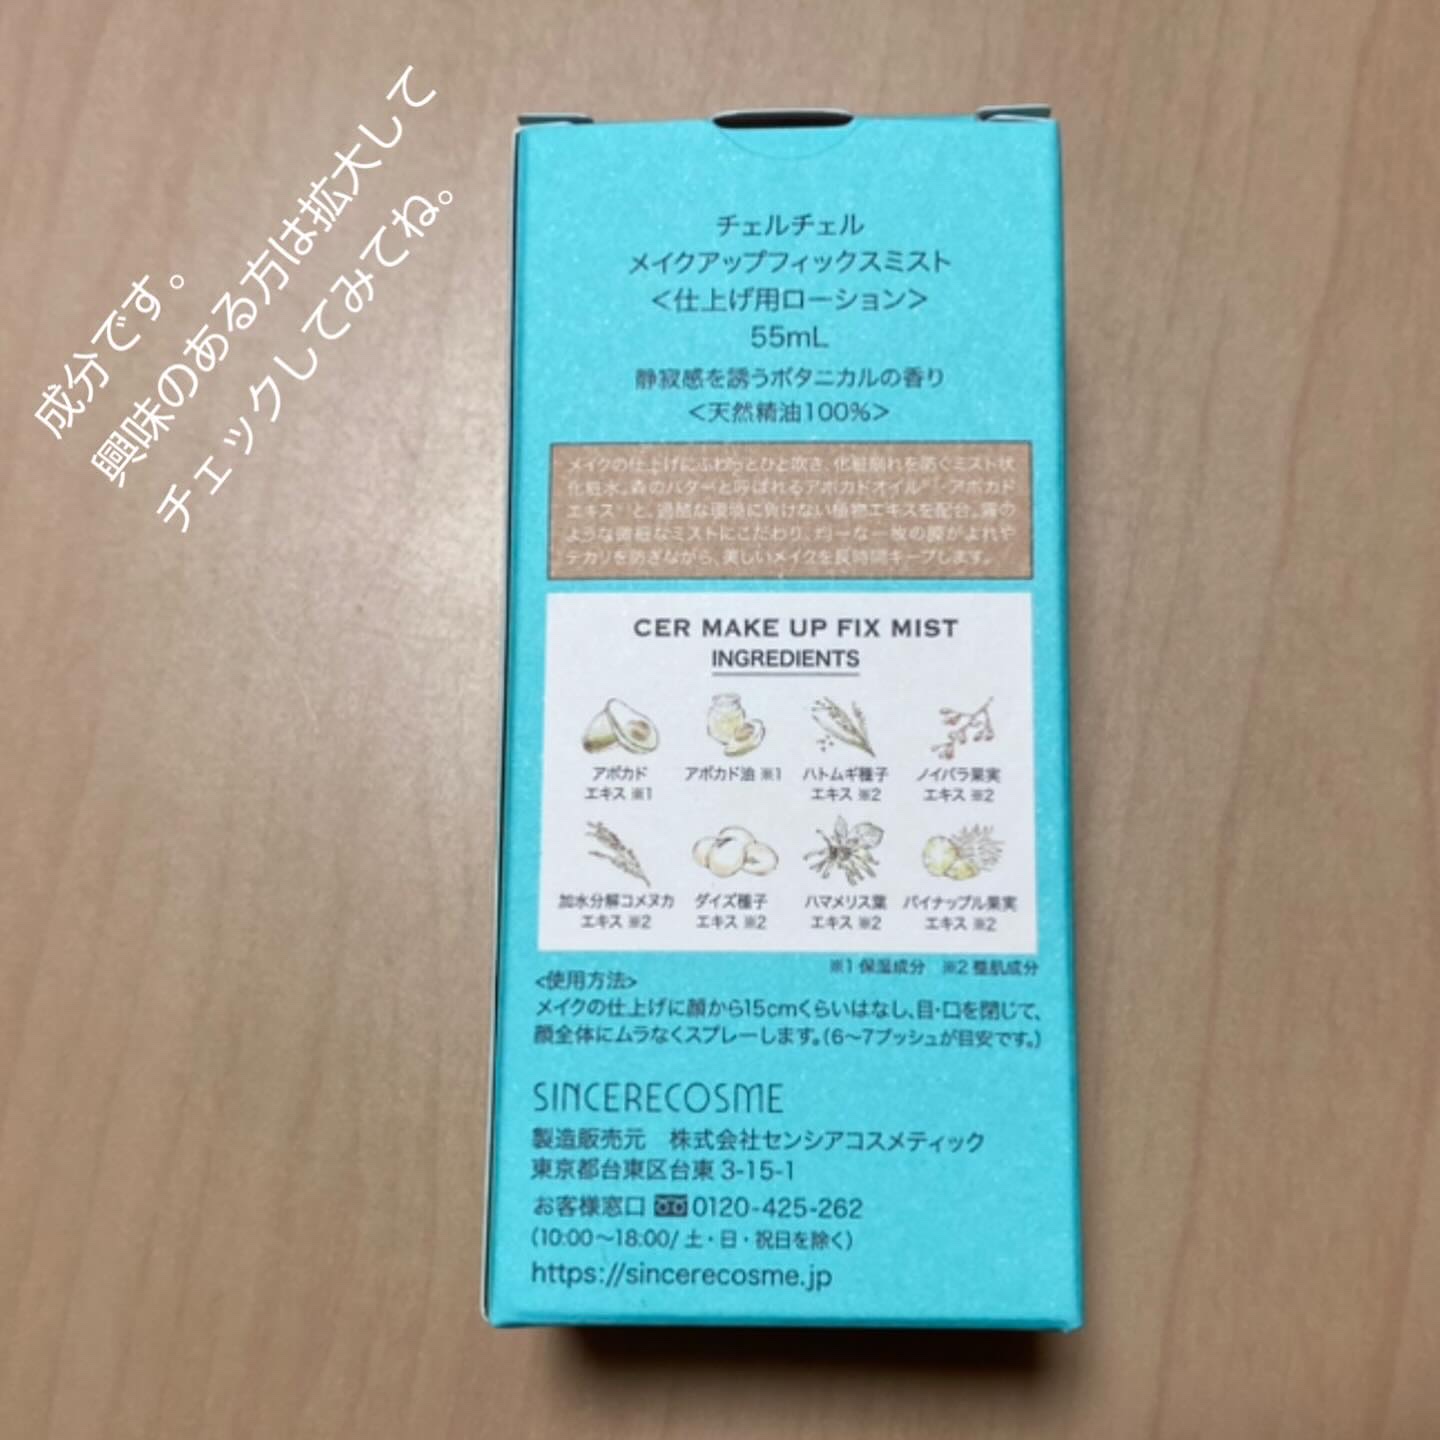 成分です。
興味のある方は拡大して
チェックしてみてね。
チェルチェル
メイクアップフィックスミスト
＜仕上げ用ローション＞
55mL
静寂感を誘うボタニカルの香り
＜天然精油100%＞
メイクの仕上げにふわっとひと吹き、化粧崩れを防ぐミスト状
化粧水。森のバターと呼ばれるアボカドオイル※1・アボカド
エキス※1と、過酷な環境に負けない植物エキスを配合。霧の
ような微細なミストにこだわり、均一な一枚の膜がよれや
テカリを防ぎながら、美しいメイクを長時間キープします。
CER MAKE UP FIX MIST
INGREDIENTS
アボカド
エキス ※1
アボカド油 ※1
ハトムギ種子
エキス ※2
ノイバラ果実
エキス ※2
加水分解コメヌカ
エキス ※2
ダイズ種子
エキス ※2
ハマメリス葉
エキス ※2
パイナップル果実
エキス ※2
※1 保湿成分　※2 整肌成分
<使用方法>
メイクの仕上げに顔から15cmくらいはなし、目・口を閉じて、
顔全体にムラなくスプレーします。（6～7プッシュが目安です。）
SINCERECOSME
製造販売元　株式会社センシアコスメティック
東京都台東区台東 3-15-1
お客様窓口 0120-425-262
（10:00～18:00/ 土・日・祝日を除く）
https://sincerecosme.jp